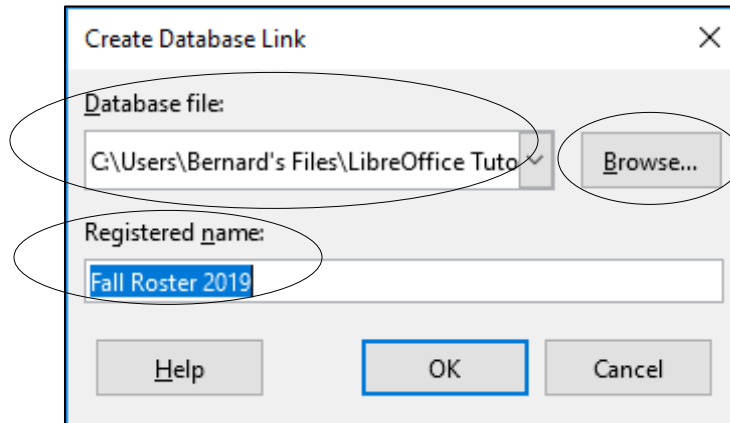 Create Database Link
Database file:
C:\Users\Bernard's Files\LibreOffice Tuto
Browse...
Registered name:
Fall Roster 2019
Help OK Cancel